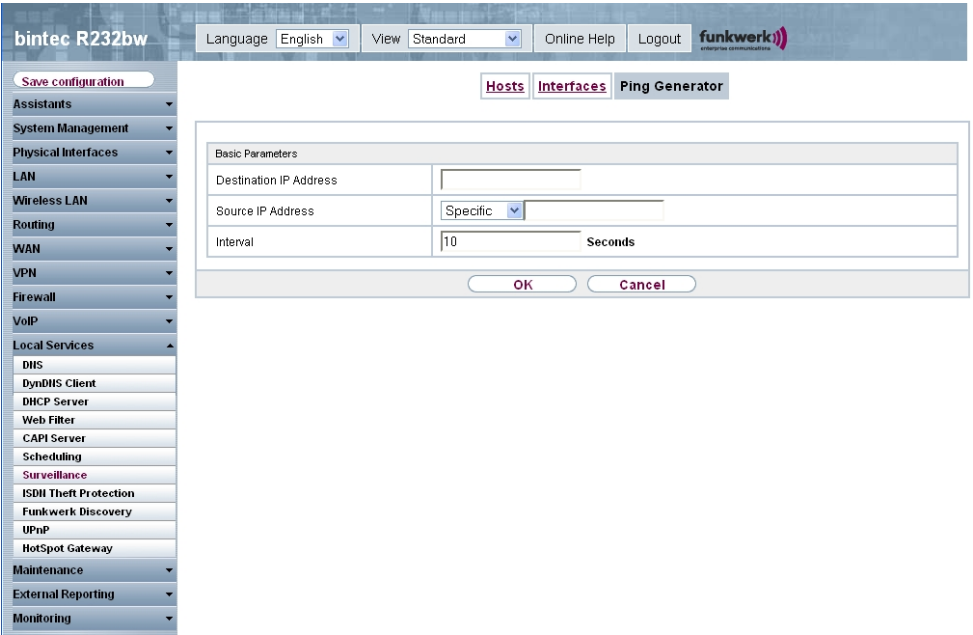 bintec R232bw
Language English View Standard Online Help Logout funkwerk
enterprise communications
Save configuration
Hosts Interfaces Ping Generator
Assistants
System Management
Physical Interfaces
LAN
Wireless LAN
Routing
WAN
VPN
Firewall
VoIP
Local Services
DNS
DynDNS Client
DHCP Server
Web Filter
CAPI Server
Scheduling
Surveillance
ISDN Theft Protection
Funkwerk Discovery
UPnP
HotSpot Gateway
Maintenance
External Reporting
Monitoring
Basic Parameters
Destination IP Address
Source IP Address Specific
Interval 10 Seconds
OK Cancel